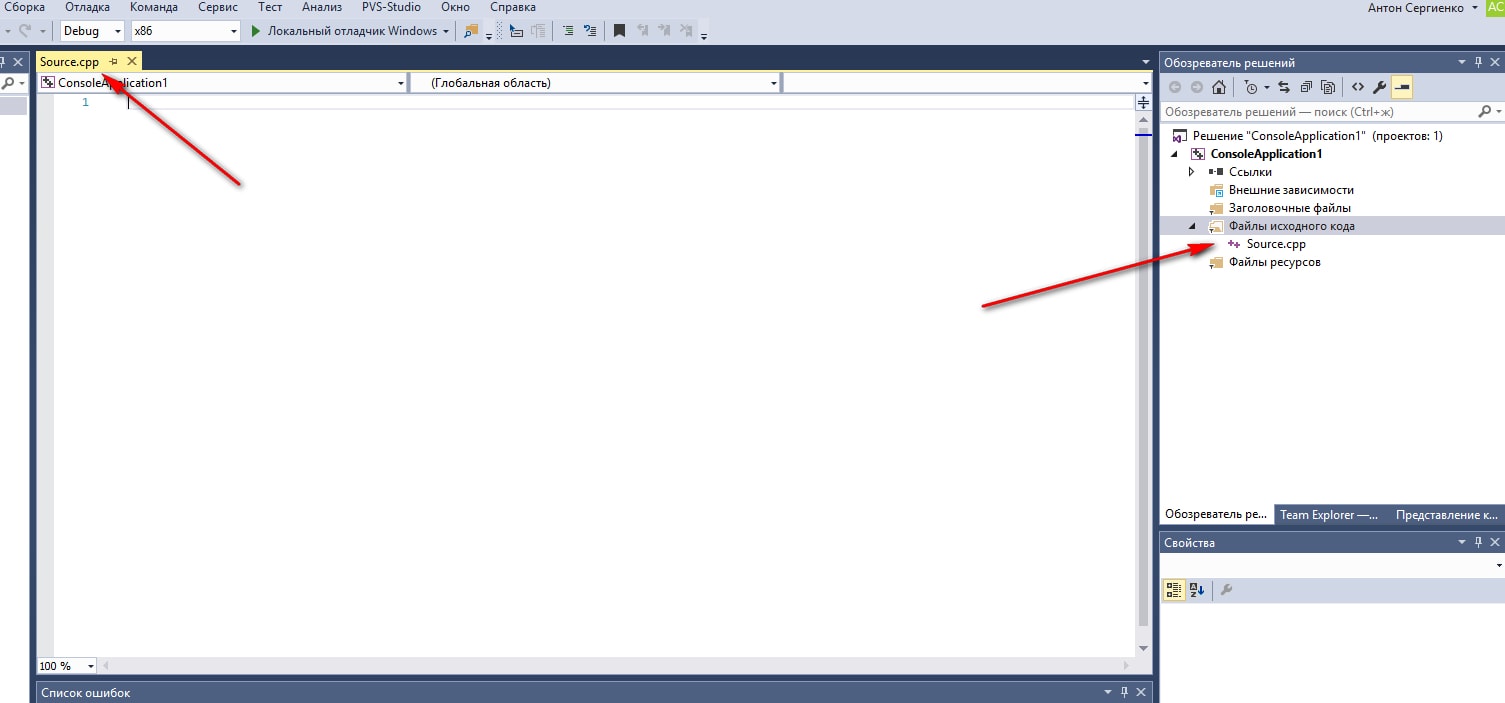 Сборка Отладка Команда Сервис Тест Анализ PVS-Studio Окно Справка
Антон Сергиенко AC
Debug x86 Локальный отладчик Windows
Source.cpp
ConsoleApplication1 (Глобальная область)
1
100 %
Список ошибок
Обозреватель решений
Обозреватель решений — поиск (Ctrl+ж)
Решение "ConsoleApplication1" (проектов: 1)
ConsoleApplication1
Ссылки
Внешние зависимости
Заголовочные файлы
Файлы исходного кода
Source.cpp
Файлы ресурсов
Обозреватель ре... Team Explorer —... Представление к...
Свойства